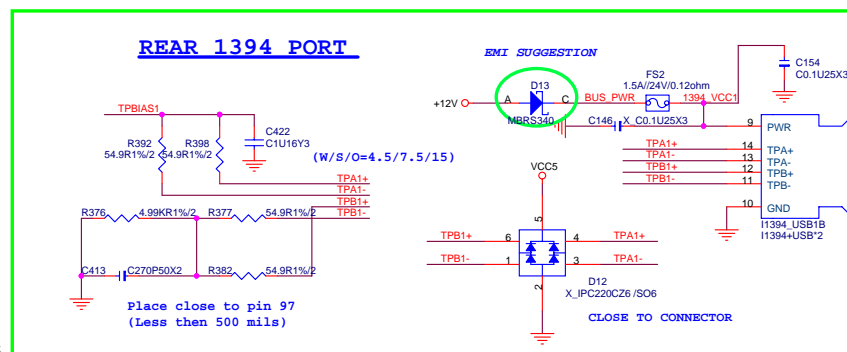 REAR 1394 PORT
EMI SUGGESTION
TPBIAS1
R392
54.9R1%/2
R398
54.9R1%/2
C422
C1U16Y3
(W/S/O=4.5/7.5/15)
TPA1+
TPA1-
TPB1+
TPB1-
R376
4.99KR1%/2
R377
54.9R1%/2
C413
C270P50X2
R382
54.9R1%/2
Place close to pin 97
(Less then 500 mils)
+12V
D13
A
C
MBRS340
BUS_PWR
FS2
1.5A//24V/0.12ohm
1394_VCC1
C154
C0.1U25X3
C146
X_C0.1U25X3
9
PWR
TPA1+
14
TPA+
TPA1-
13
TPA-
TPB1+
12
TPB+
TPB1-
11
TPB-
10
GND
I1394_USB1B
I1394+USB*2
VCC5
5
TPB1+
6
4
TPA1+
TPB1-
1
3
TPA1-
2
D12
X_IPC220CZ6 /SO6
CLOSE TO CONNECTOR